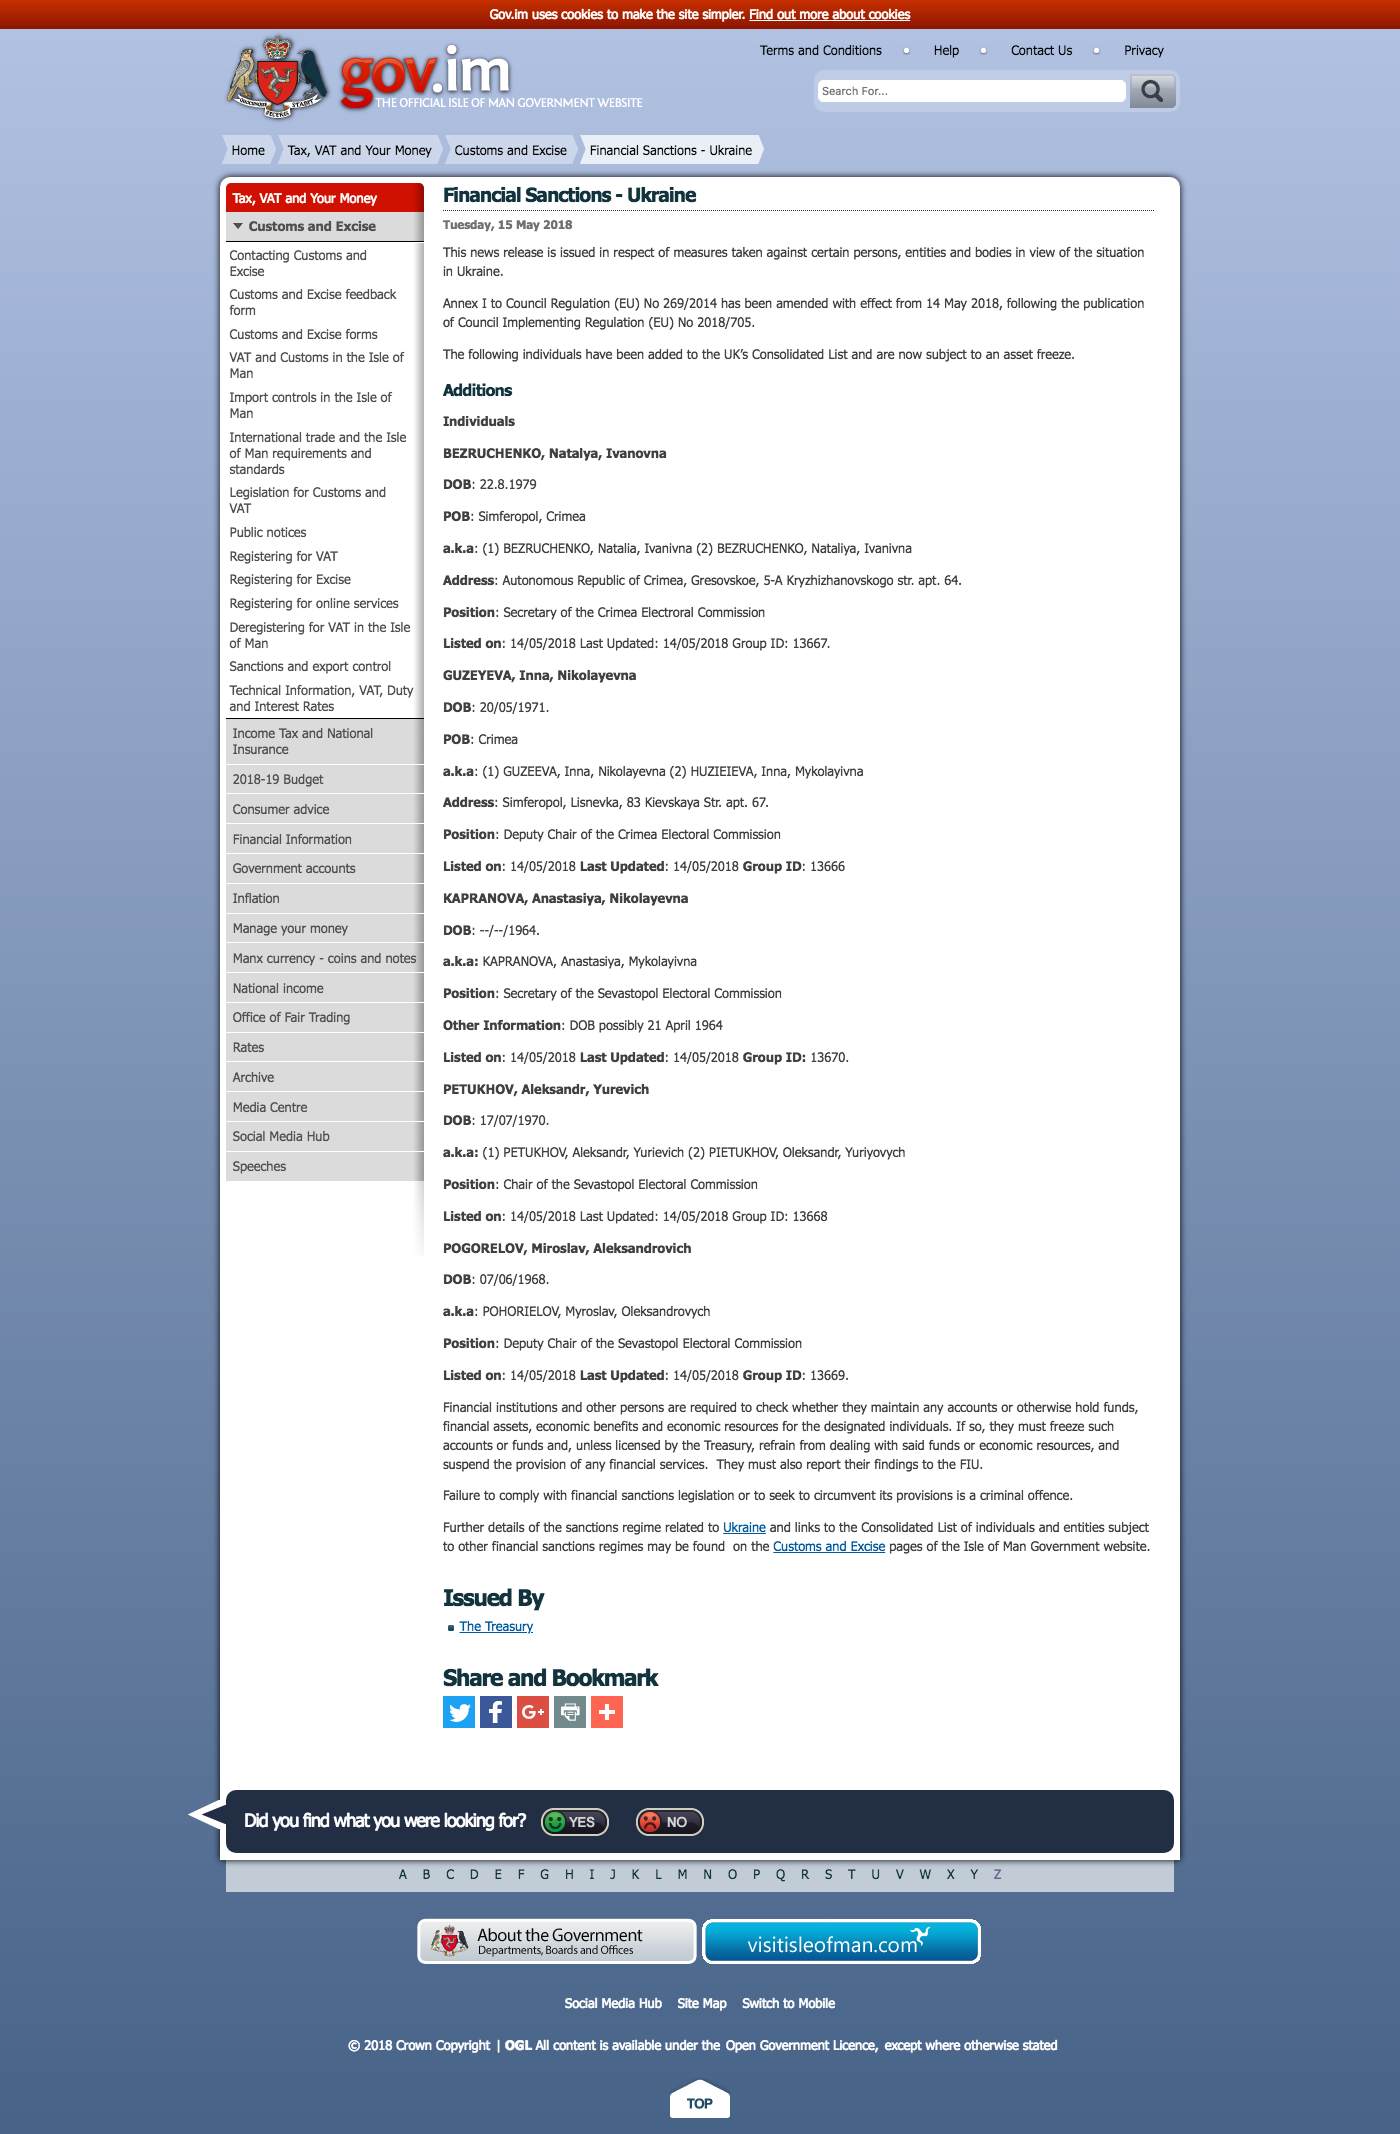 Gov.im uses cookies to make the site simpler. Find out more about cookies
Terms and Conditions
Help
Contact Us
Privacy
gov.im
THE OFFICIAL ISLE OF MAN GOVERNMENT WEBSITE
Search For...
Home
Tax, VAT and Your Money
Customs and Excise
Financial Sanctions - Ukraine
Tax, VAT and Your Money
Customs and Excise
Contacting Customs and
Excise
Customs and Excise feedback
form
Customs and Excise forms
VAT and Customs in the Isle of
Man
Import controls in the Isle of
Man
International trade and the Isle
of Man requirements and
standards
Legislation for Customs and
VAT
Public notices
Registering for VAT
Registering for Excise
Registering for online services
Deregistering for VAT in the Isle
of Man
Sanctions and export control
Technical Information, VAT, Duty
and Interest Rates
Income Tax and National
Insurance
2018-19 Budget
Consumer advice
Financial Information
Government accounts
Inflation
Manage your money
Manx currency - coins and notes
National income
Office of Fair Trading
Rates
Archive
Media Centre
Social Media Hub
Speeches
Financial Sanctions - Ukraine
Tuesday, 15 May 2018
This news release is issued in respect of measures taken against certain persons, entities and bodies in view of the situation
in Ukraine.
Annex I to Council Regulation (EU) No 269/2014 has been amended with effect from 14 May 2018, following the publication
of Council Implementing Regulation (EU) No 2018/705.
The following individuals have been added to the UK's Consolidated List and are now subject to an asset freeze.
Additions
Individuals
BEZRUCHENKO, Natalya, Ivanovna
DOB: 22.8.1979
POB: Simferopol, Crimea
a.k.a: (1) BEZRUCHENKO, Natalia, Ivanivna (2) BEZRUCHENKO, Nataliya, Ivanivna
Address: Autonomous Republic of Crimea, Gresovskoe, 5-A Kryzhizhanovskogo str. apt. 64.
Position: Secretary of the Crimea Electroral Commission
Listed on: 14/05/2018 Last Updated: 14/05/2018 Group ID: 13667.
GUZEYEVA, Inna, Nikolayevna
DOB: 20/05/1971.
POB: Crimea
a.k.a: (1) GUZEEVA, Inna, Nikolayevna (2) HUZIEIEVA, Inna, Mykolayivna
Address: Simferopol, Lisnevka, 83 Kievskaya Str. apt. 67.
Position: Deputy Chair of the Crimea Electoral Commission
Listed on: 14/05/2018 Last Updated: 14/05/2018 Group ID: 13666
KAPRANOVA, Anastasiya, Nikolayevna
DOB: --/--/1964.
a.k.a: KAPRANOVA, Anastasiya, Mykolayivna
Position: Secretary of the Sevastopol Electoral Commission
Other Information: DOB possibly 21 April 1964
Listed on: 14/05/2018 Last Updated: 14/05/2018 Group ID: 13670.
PETUKHOV, Aleksandr, Yurevich
DOB: 17/07/1970.
a.k.a: (1) PETUKHOV, Aleksandr, Yurievich (2) PIETUKHOV, Oleksandr, Yuriyovych
Position: Chair of the Sevastopol Electoral Commission
Listed on: 14/05/2018 Last Updated: 14/05/2018 Group ID: 13668
POGORELOV, Miroslav, Aleksandrovich
DOB: 07/06/1968.
a.k.a: POHORIELOV, Myroslav, Oleksandrovych
Position: Deputy Chair of the Sevastopol Electoral Commission
Listed on: 14/05/2018 Last Updated: 14/05/2018 Group ID: 13669.
Financial institutions and other persons are required to check whether they maintain any accounts or otherwise hold funds,
financial assets, economic benefits and economic resources for the designated individuals. If so, they must freeze such
accounts or funds and, unless licensed by the Treasury, refrain from dealing with said funds or economic resources, and
suspend the provision of any financial services.  They must also report their findings to the FIU.
Failure to comply with financial sanctions legislation or to seek to circumvent its provisions is a criminal offence.
Further details of the sanctions regime related to Ukraine and links to the Consolidated List of individuals and entities subject
to other financial sanctions regimes may be found  on the Customs and Excise pages of the Isle of Man Government website.
Issued By
The Treasury
Share and Bookmark
Did you find what you were looking for?
YES
NO
A B C D E F G H I J K L M N O P Q R S T U V W X Y Z
About the Government
Departments, Boards and Offices
visitisleofman.com
Social Media Hub
Site Map
Switch to Mobile
© 2018 Crown Copyright | OGL All content is available under the Open Government Licence, except where otherwise stated
TOP